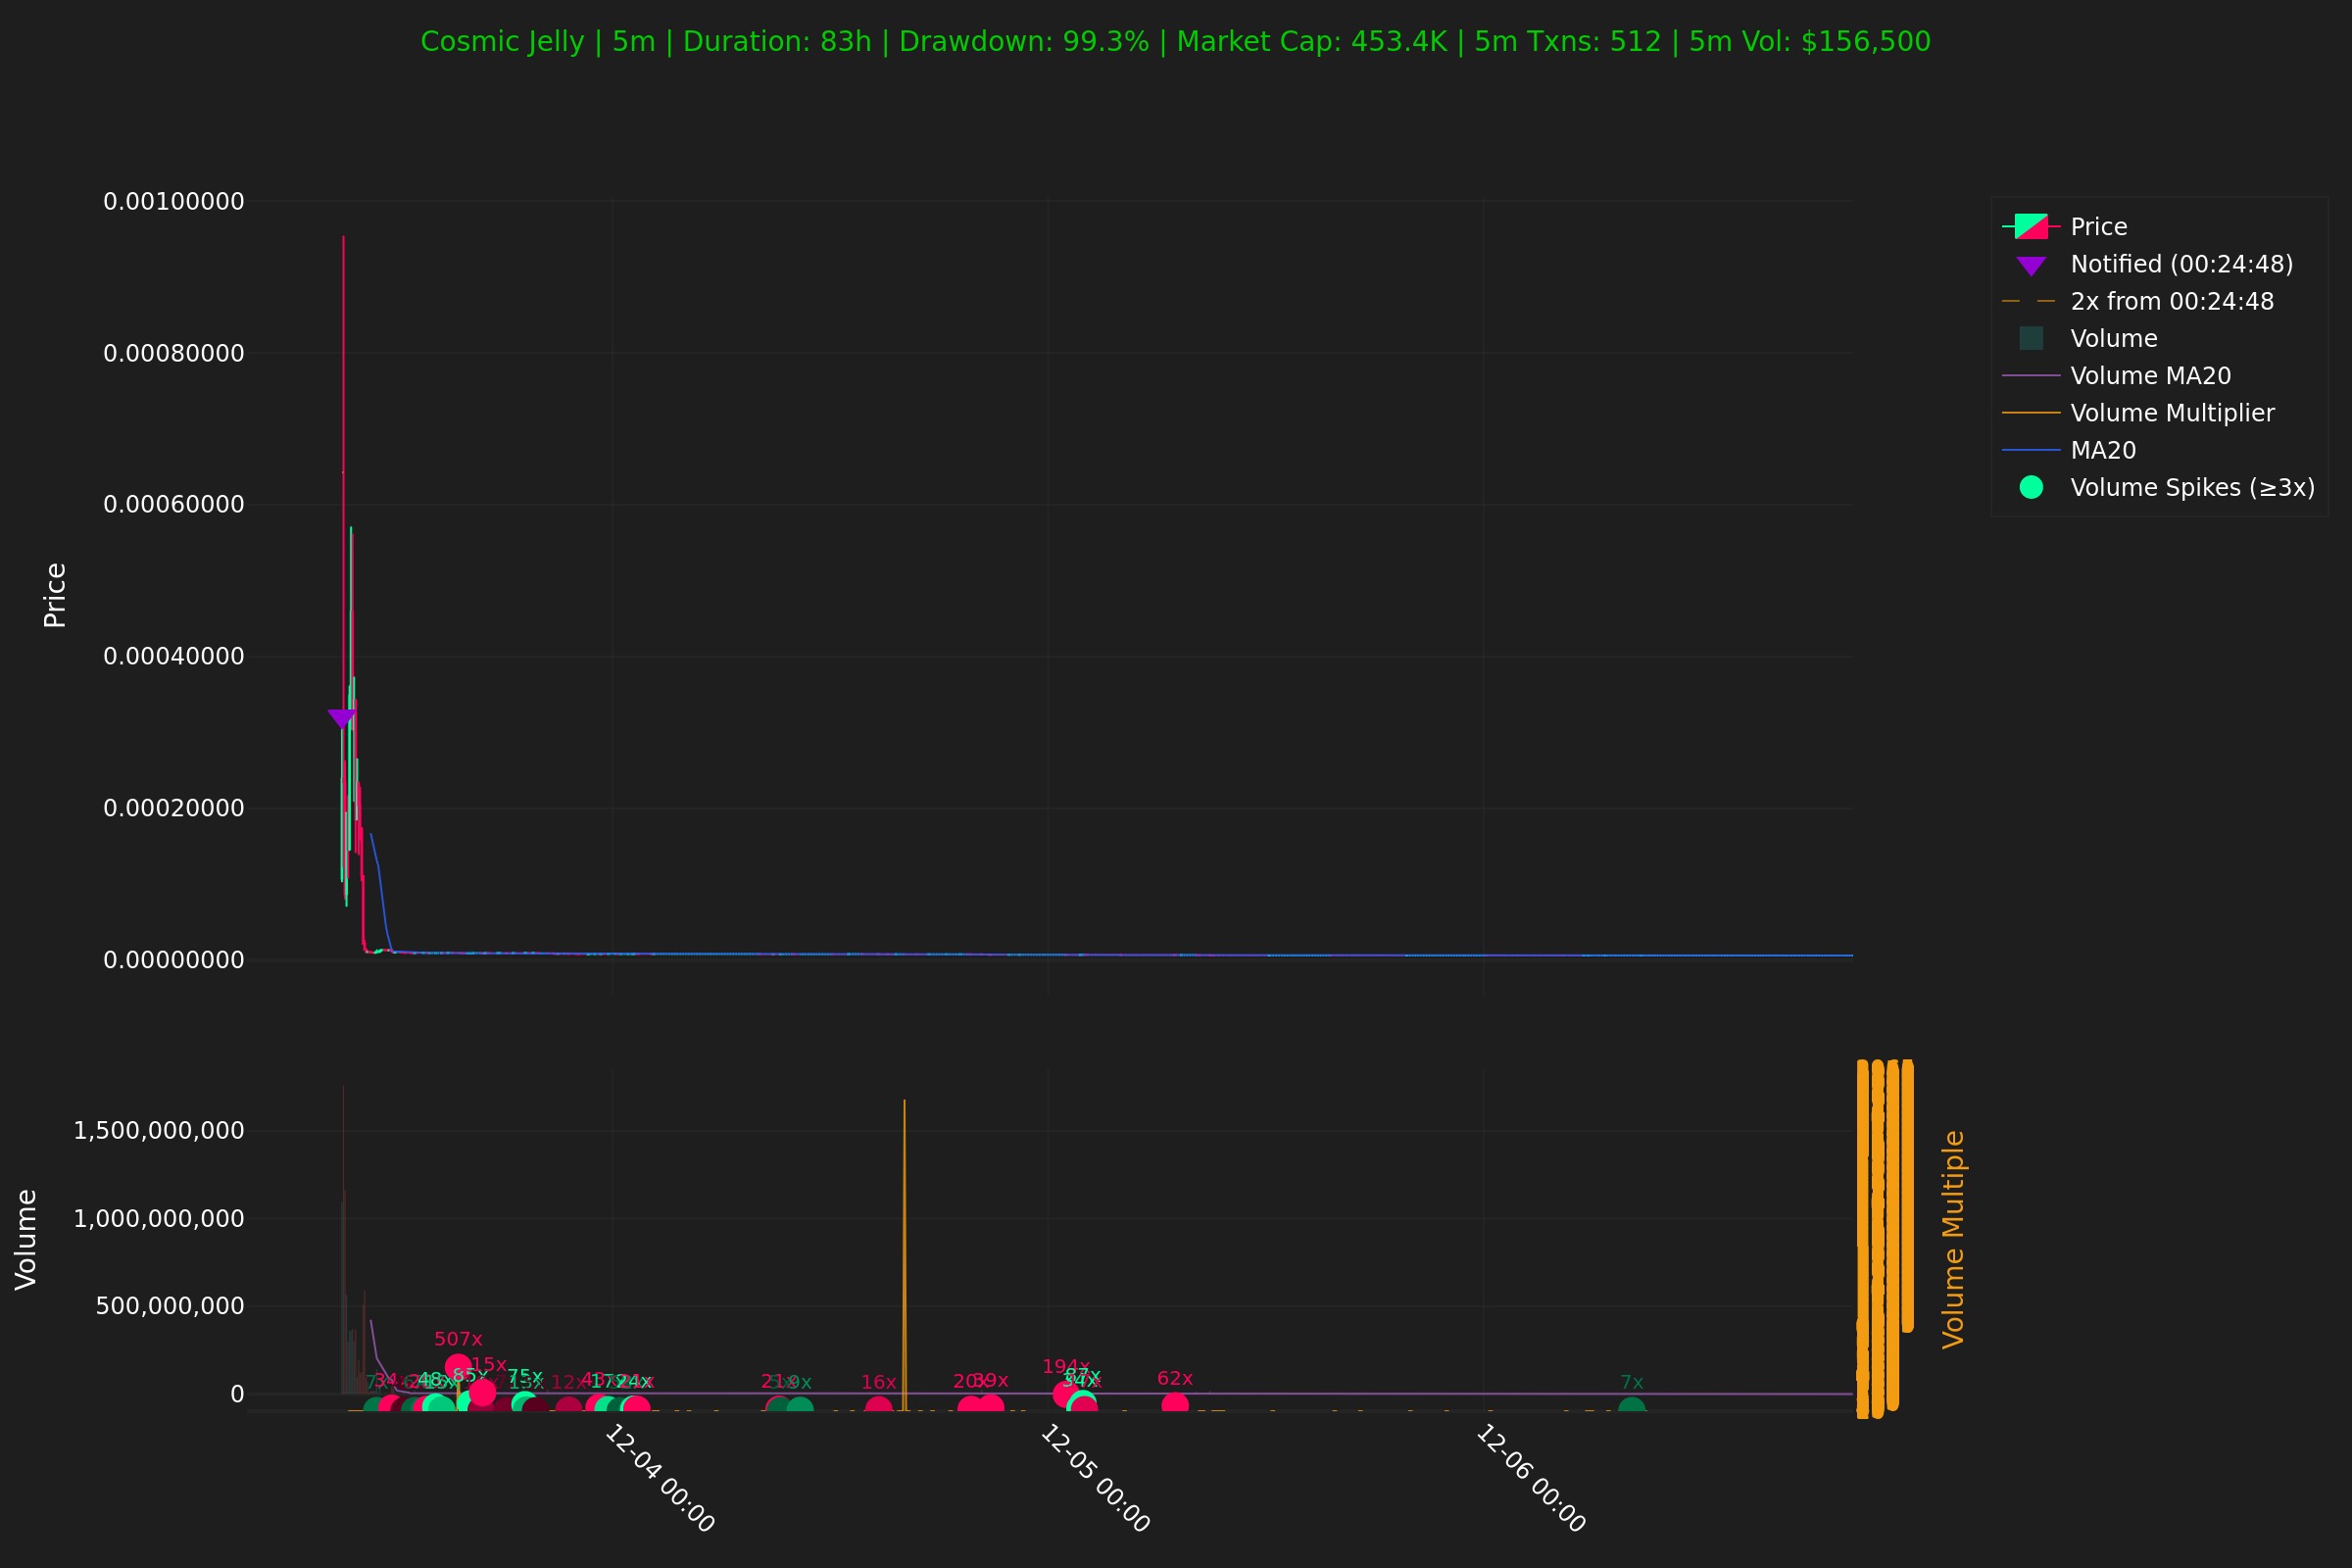 Cosmic Jelly | 5m | Duration: 83h | Drawdown: 99.3% | Market Cap: 453.4K | 5m Txns: 512 | 5m Vol: $156,500
Price
0.00100000
0.00080000
0.00060000
0.00040000
0.00020000
0.00000000
Price
Notified (00:24:48)
2x from 00:24:48
Volume
Volume MA20
Volume Multiplier
MA20
Volume Spikes (≥3x)
Volume
1,500,000,000
1,000,000,000
500,000,000
0
507x
15x
85x
75x
12x
24x
16x
39x
194x
34x
62x
7x
Volume Multiple
12-04 00:00
12-05 00:00
12-06 00:00